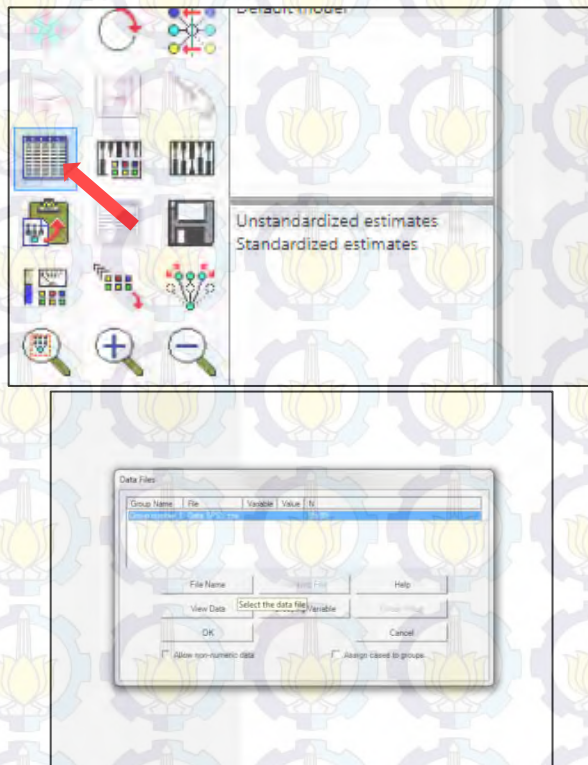 Default model
Unstandardized estimates
Standardized estimates
Data Files
Group Name File Variable Value N
File Name Help
View Data Select the data file Variable
OK Cancel
Allow non-numeric data Assign cases to groups